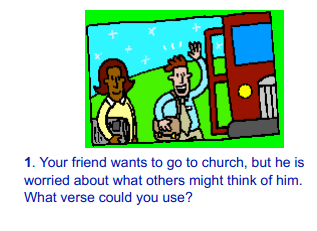 1. Your friend wants to go to church, but he is
worried about what others might think of him.
What verse could you use?